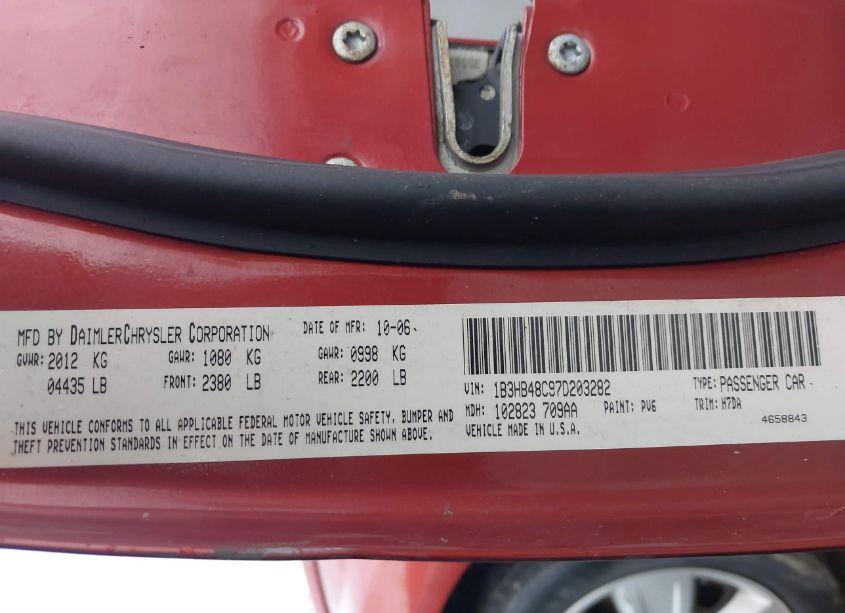 MFD BY DAIMLERCHRYSLER CORPORATION DATE OF MFR: 10-06
GVWR: 2012 KG GAWR: 1080 KG GAWR: 0998 KG
04435 LB FRONT: 2380 LB REAR: 2200 LB
THIS VEHICLE CONFORMS TO ALL APPLICABLE FEDERAL MOTOR VEHICLE SAFETY, BUMPER AND
THEFT PREVENTION STANDARDS IN EFFECT ON THE DATE OF MANUFACTURE SHOWN ABOVE.
VIN: 1B3HB48C97D203282 TYPE: PASSENGER CAR
MDH: 102823 709AA PAINT: PV6 TRIM: H7DA
VEHICLE MADE IN U.S.A. 4658843